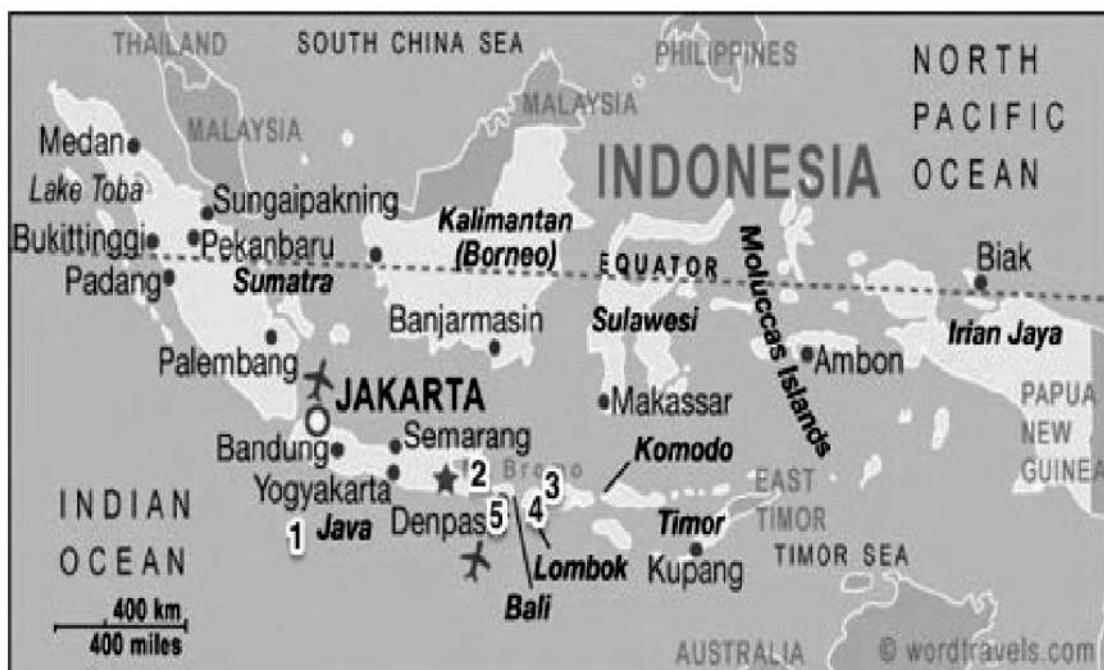 THAILAND
SOUTH CHINA SEA
PHILIPPINES
NORTH
PACIFIC
OCEAN
MALAYSIA
MALAYSIA
INDONESIA
Medan
Lake Toba
Sungaipakning
Bukittinggi
Pekanbaru
Kalimantan
(Borneo)
Padang
Sumatra
EQUATOR
Moluccas Islands
Biak
Banjarmasin
Sulawesi
Irian Jaya
Palembang
Ambon
JAKARTA
Makassar
PAPUA
NEW
GUINEA
Bandung
Semarang
Komodo
Yogyakarta
2
Bromo
3
EAST
TIMOR
INDIAN
OCEAN
1
Java
Denpas
5
4
Timor
TIMOR SEA
Lombok
Kupang
Bali
400 km
400 miles
AUSTRALIA
© wordtravels.com